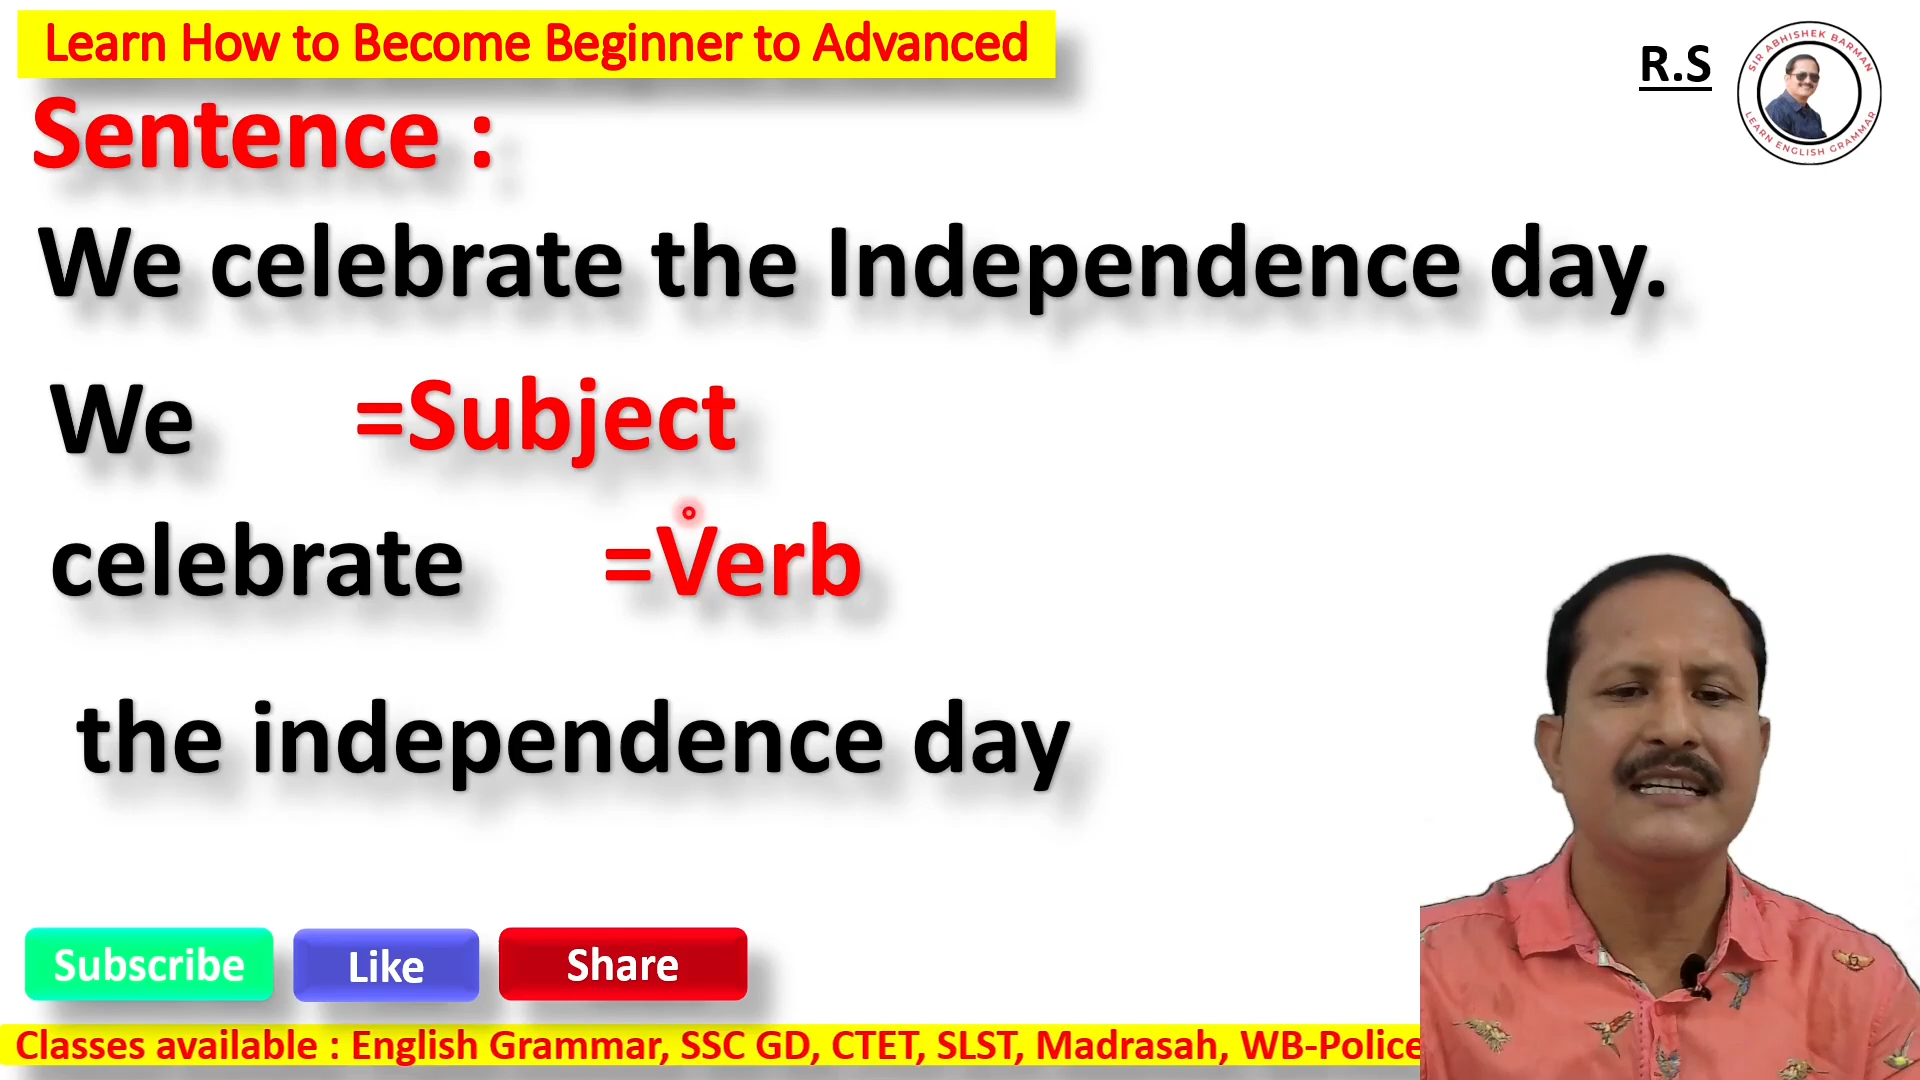 Learn How to Become Beginner to Advanced
R.S
SIR ABHISHEK BARMAN
LEARN ENGLISH GRAMMAR
Sentence :
We celebrate the Independence day.
We =Subject
celebrate =Verb
the independence day
Subscribe Like Share
Classes available : English Grammar, SSC GD, CTET, SLST, Madrasah, WB-Police